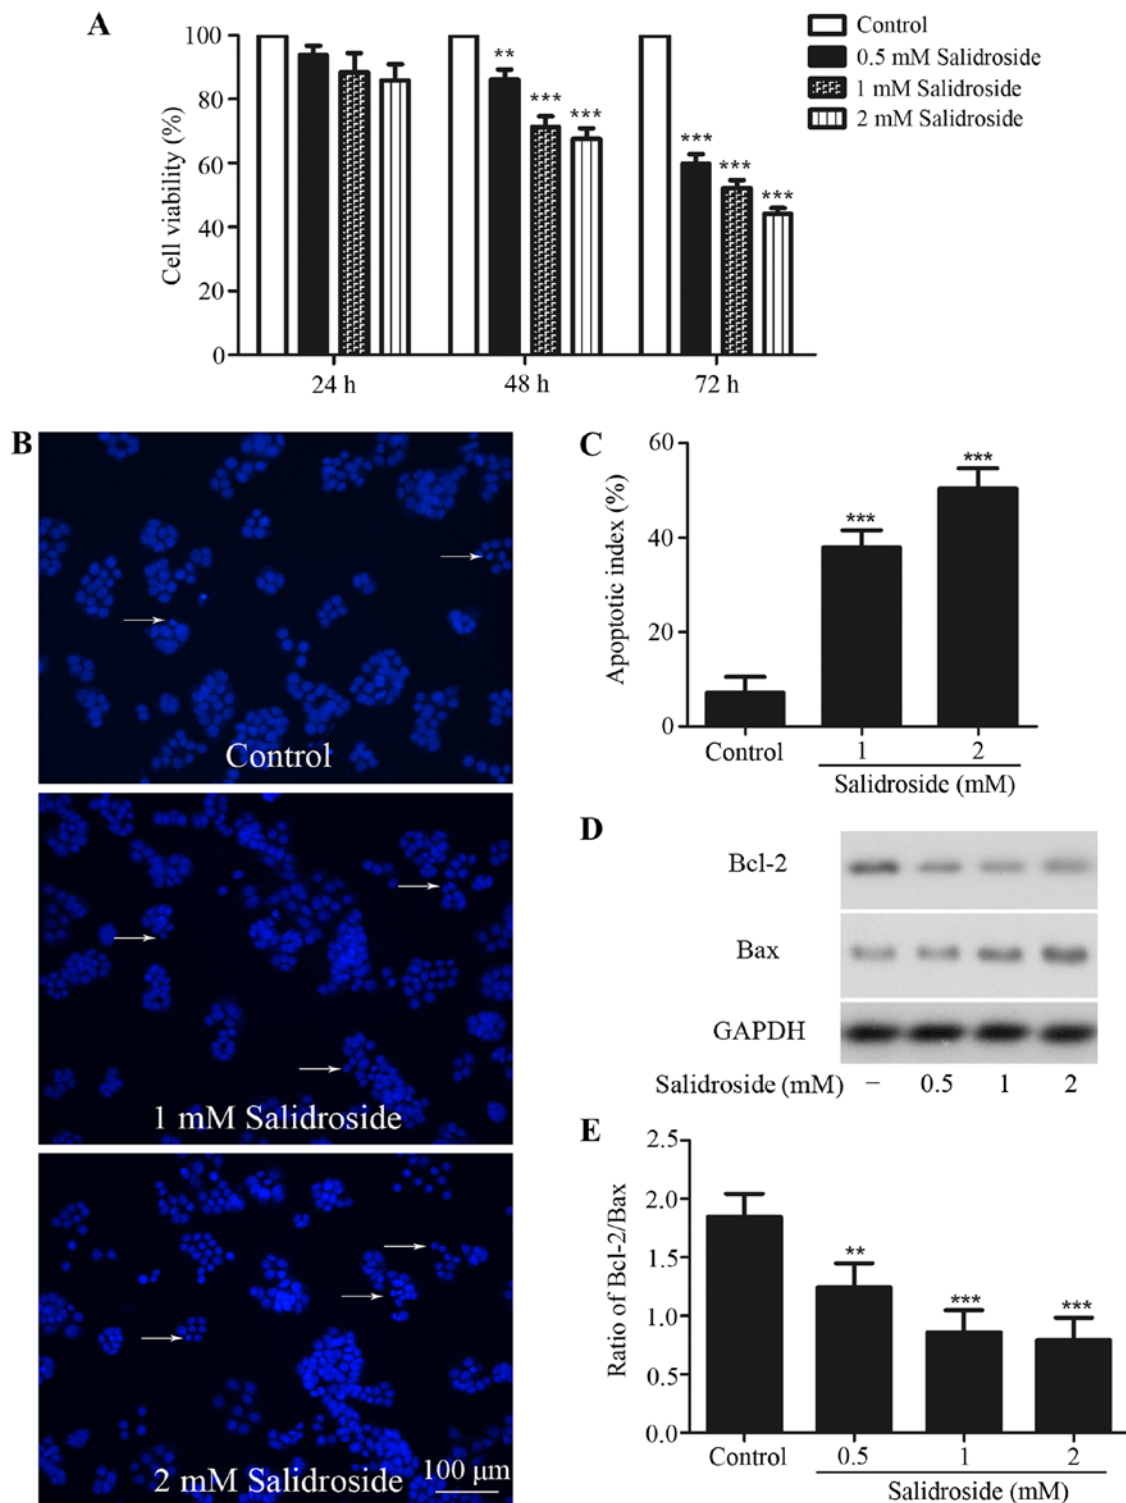 A
Control
0.5 mM Salidroside
1 mM Salidroside
2 mM Salidroside
Cell viability (%)
100
80
60
40
20
0
**
***
***
***
***
***
24 h
48 h
72 h
B
Control
1 mM Salidroside
2 mM Salidroside
100 μm
C
Apoptotic index (%)
60
40
20
0
***
***
Control
1
2
Salidroside (mM)
D
Bcl-2
Bax
GAPDH
Salidroside (mM) – 0.5 1 2
E
Ratio of Bcl-2/Bax
2.5
2.0
1.5
1.0
0.5
0.0
**
***
***
Control
0.5
1
2
Salidroside (mM)